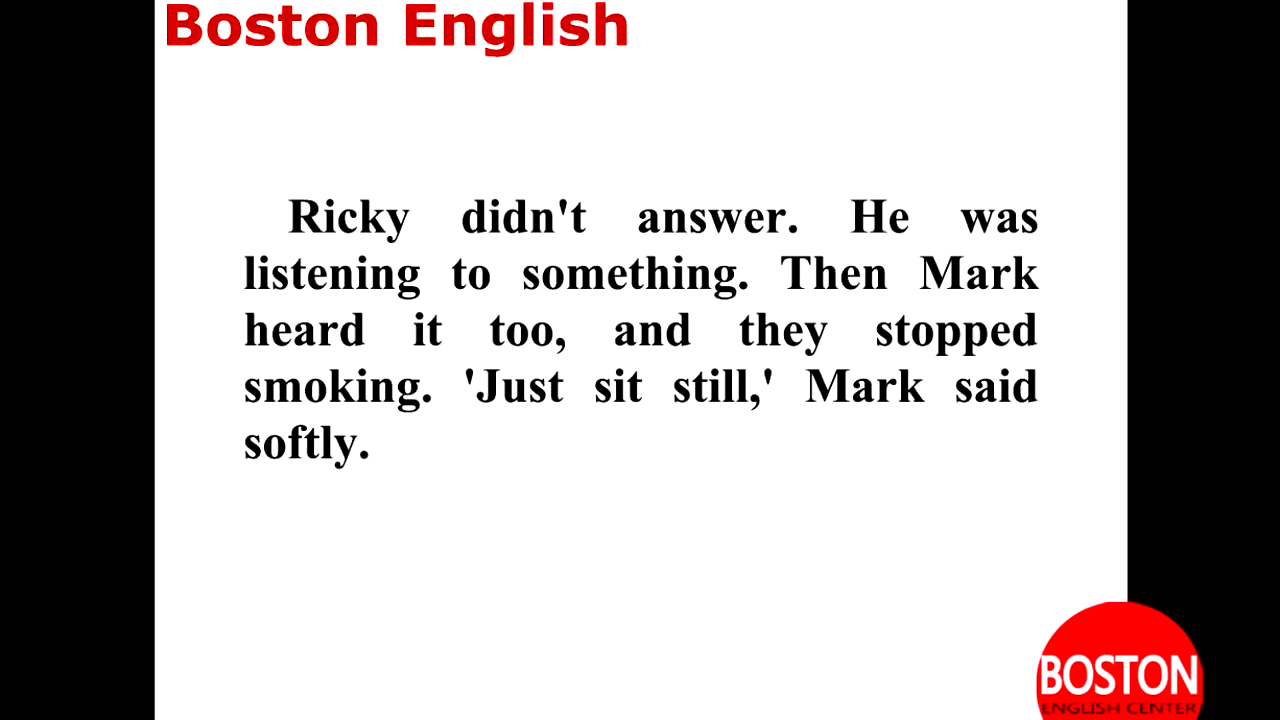 Boston English
Ricky didn't answer. He was
listening to something. Then Mark
heard it too, and they stopped
smoking. 'Just sit still,' Mark said
softly.
BOSTON
ENGLISH CENTER